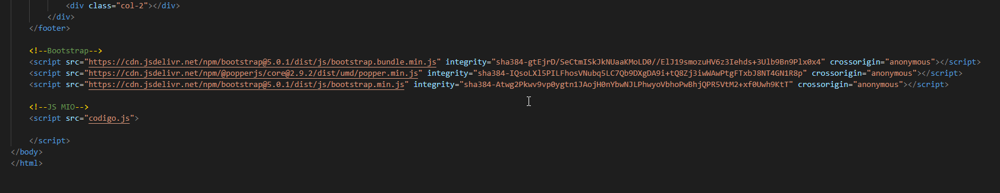 <div class="col-2"></div>
</div>
</footer>
<!--Bootstrap-->
<script src="https://cdn.jsdelivr.net/npm/bootstrap@5.0.1/dist/js/bootstrap.bundle.min.js" integrity="sha384-gtEjrD/SeCtmISkJkNUaaKMoLD0//ElJ19smozuHV6z3Iehds+3Ulb9Bn9Plx0x4" crossorigin="anonymous"></script>
<script src="https://cdn.jsdelivr.net/npm/@popperjs/core@2.9.2/dist/umd/popper.min.js" integrity="sha384-IQsoLXl5PILFhosVNubq5LC7Qb9DXgDA9i+tQ8Zj3iwWAwPtgFTxbJ8NT4GN1R8p" crossorigin="anonymous"></script>
<script src="https://cdn.jsdelivr.net/npm/bootstrap@5.0.1/dist/js/bootstrap.min.js" integrity="sha384-Atwg2Pkwv9vp0ygtn1JAojH0nYbwNJLPhwyoVbhoPwBhjQPR5VtM2+xf0Uwh9KtT" crossorigin="anonymous"></script>
<!--JS MIO-->
<script src="codigo.js">
</script>
</body>
</html>